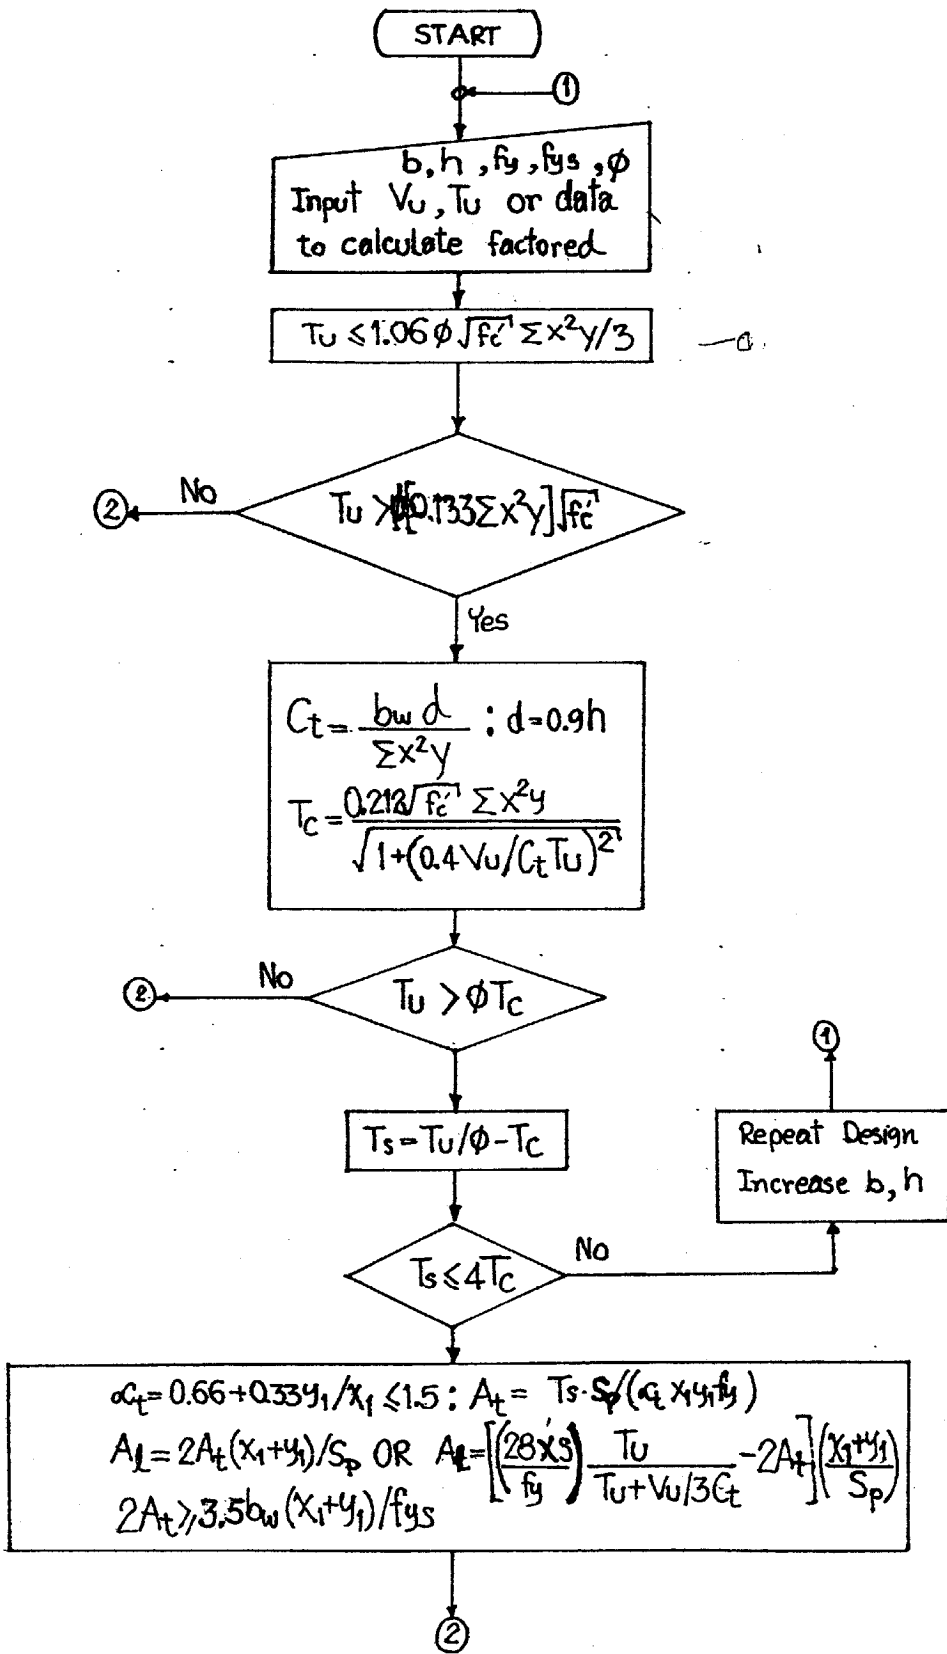 START
①
b, h, fy, fys, ϕ
Input Vu, Tu or data
to calculate factored
Tu ≤ 1.06 ϕ √fc' Σx²y/3
No
②
Tu > ϕ[0.133Σx²y]√fc'
Yes
Ct = bw d / Σx²y : d=0.9h
Tc = 0.212√fc' Σx²y / √1+(0.4Vu/CtTu)²
No
②
Tu > ϕTc
①
Ts = Tu/ϕ - Tc
Repeat Design
Increase b, h
No
Ts ≤ 4Tc
αt = 0.66+0.33y₁/x₁ ≤ 1.5 : At = Ts·Sp/(αt x₁y₁fy)
Aℓ = 2At(x₁+y₁)/Sp OR Aℓ = [(28xs/fy) Tu/(Tu+Vu/3Ct) - 2At](x₁+y₁/Sp)
2At ≥ 3.5bw(x₁+y₁)/fys
②